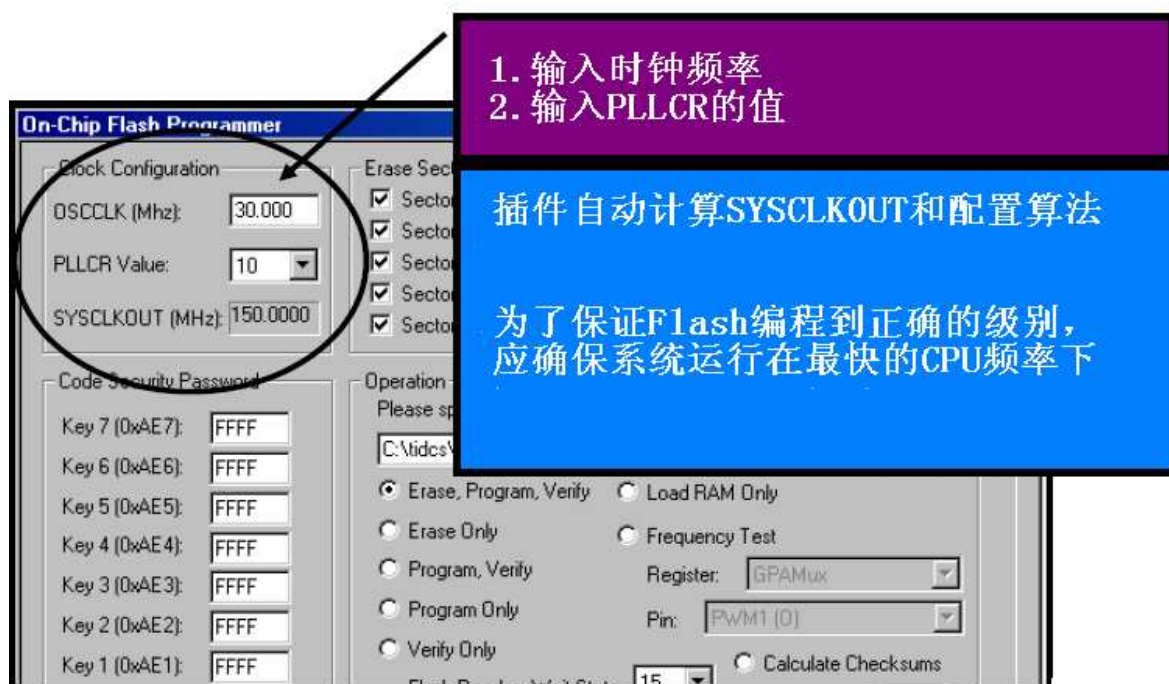 1.输入时钟频率
2.输入PLLCR的值
插件自动计算SYSCLKOUT和配置算法
为了保证Flash编程到正确的级别，
应确保系统运行在最快的CPU频率下
On-Chip Flash Programmer
Clock Configuration
OSCCLK (Mhz): 30.000
PLLCR Value: 10
SYSCLKOUT (MHz): 150.0000
Erase
Code Security Password
Key 7 (0xAE7): FFFF
Key 6 (0xAE6): FFFF
Key 5 (0xAE5): FFFF
Key 4 (0xAE4): FFFF
Key 3 (0xAE3): FFFF
Key 2 (0xAE2): FFFF
Key 1 (0xAE1): FFFF
Operation
Please
C:\tidcs\
Erase, Program, Verify
Load RAM Only
Erase Only
Frequency Test
Program, Verify
Register: GPAMux
Program Only
Pin: PWM1 (0)
Verify Only
Calculate Checksums
15